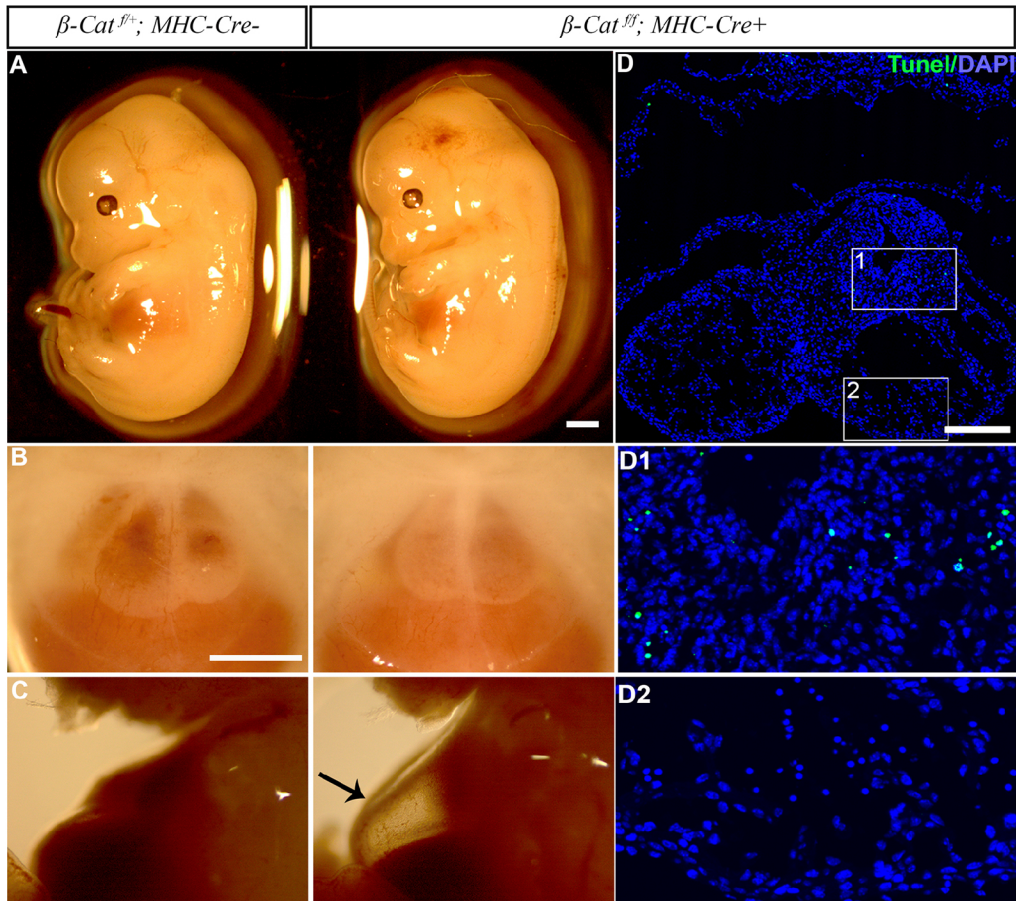 β-Cat f/+; MHC-Cre-
β-Cat f/f; MHC-Cre+
A
D
Tunel/DAPI
1
2
B
D1
C
D2